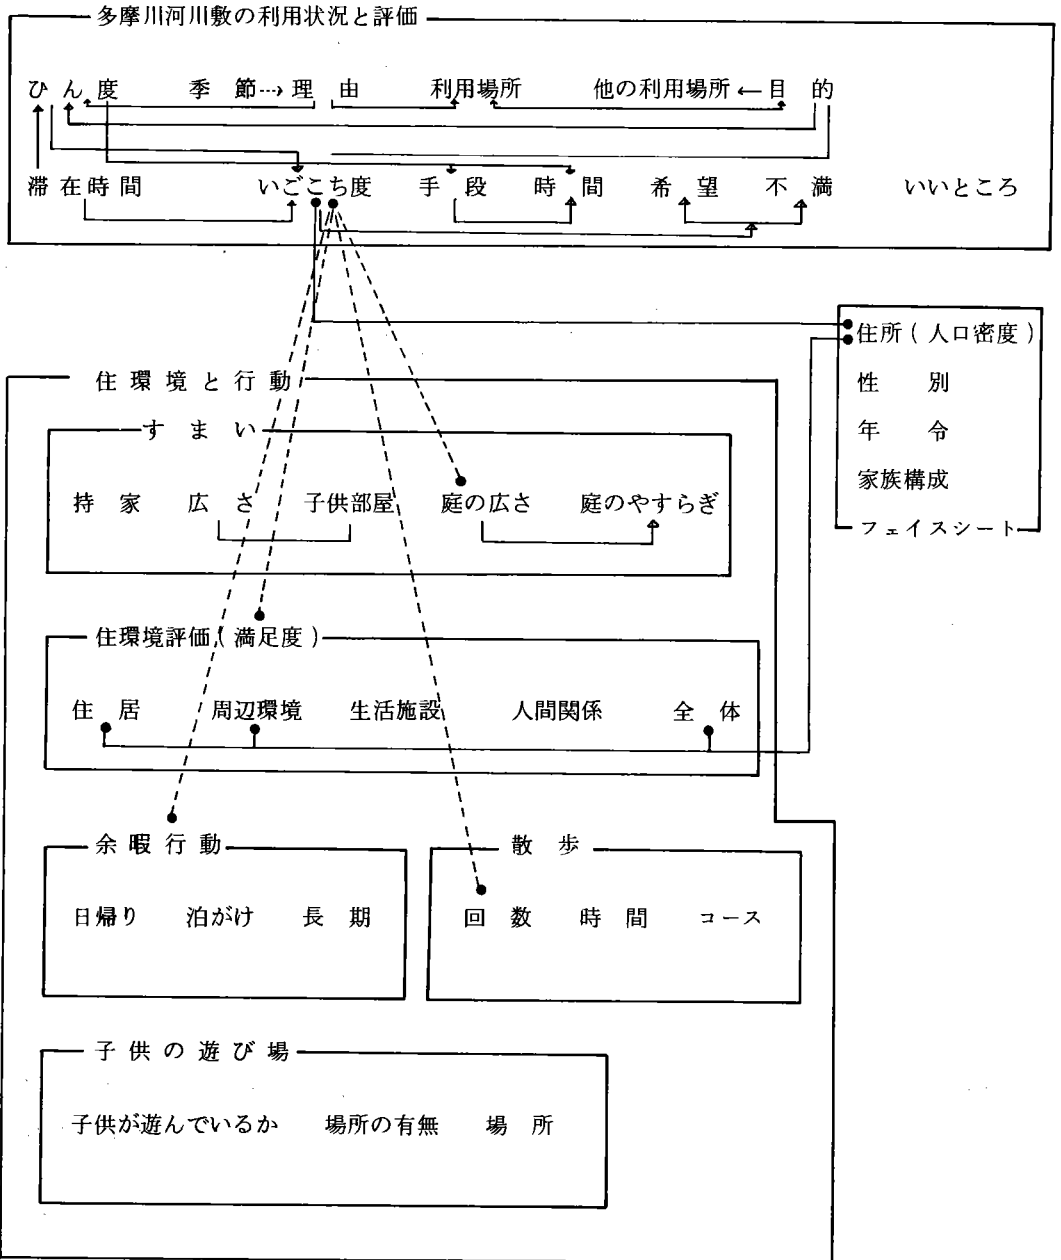 多摩川河川敷の利用状況と評価
ひん度 季節⇢理由 利用場所 他の利用場所←目的
滞在時間 いごこち度 手段 時間 希望 不満 いいところ
住所(人口密度)
性別
年令
家族構成
フェイスシート
住環境と行動
すまい
持家 広さ 子供部屋 庭の広さ 庭のやすらぎ
住環境評価(満足度)
住居 周辺環境 生活施設 人間関係 全体
余暇行動
日帰り 泊がけ 長期
散歩
回数 時間 コース
子供の遊び場
子供が遊んでいるか 場所の有無 場所